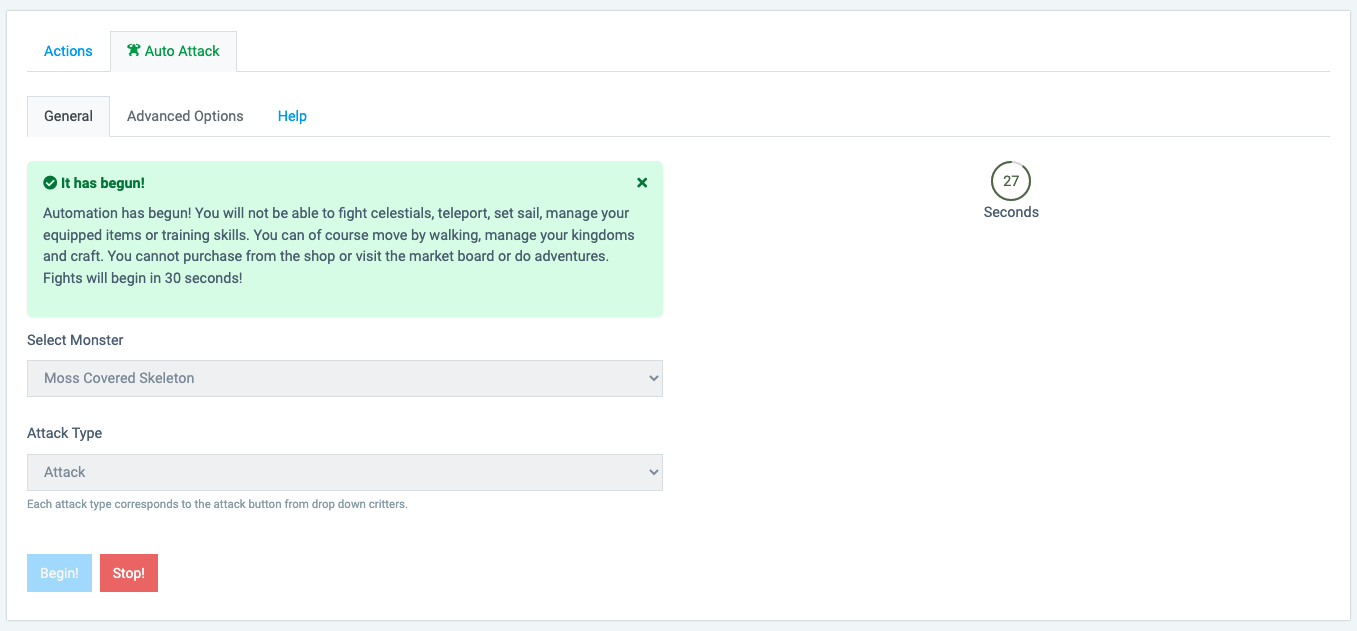 Actions
Auto Attack
General
Advanced Options
Help
It has begun!
Automation has begun! You will not be able to fight celestials, teleport, set sail, manage your
equipped items or training skills. You can of course move by walking, manage your kingdoms
and craft. You cannot purchase from the shop or visit the market board or do adventures.
Fights will begin in 30 seconds!
27
Seconds
Select Monster
Moss Covered Skeleton
Attack Type
Attack
Each attack type corresponds to the attack button from drop down critters.
Begin!
Stop!